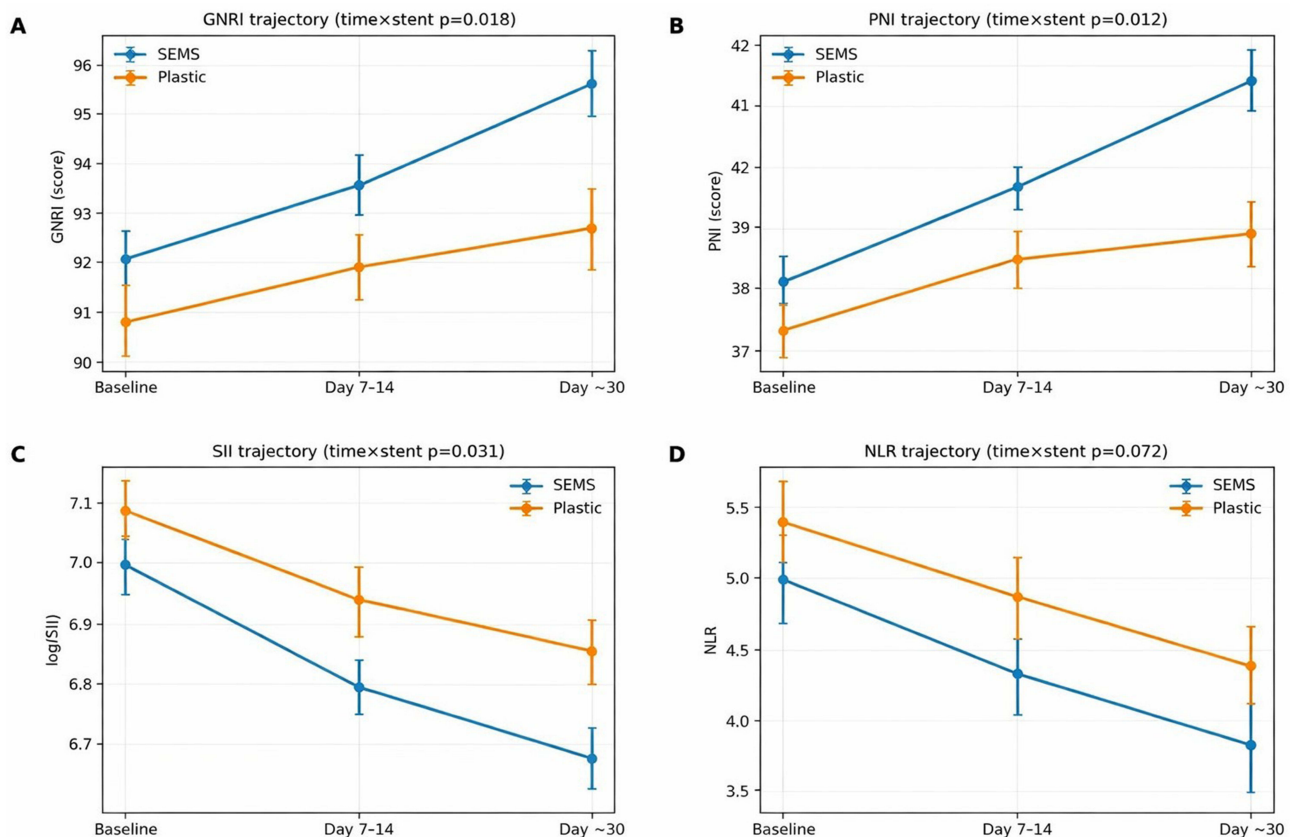 A
GNRI trajectory (time×stent p=0.018)
SEMS
Plastic
GNRI (score)
96
95
94
93
92
91
90
Baseline
Day 7–14
Day ~30
B
PNI trajectory (time×stent p=0.012)
SEMS
Plastic
PNI (score)
42
41
42
39
38
37
Baseline
Day 7–14
Day ~30
C
SII trajectory (time×stent p=0.031)
SEMS
Plastic
log(SII)
7.1
7.0
6.9
6.8
6.7
Baseline
Day 7–14
Day ~30
D
NLR trajectory (time×stent p=0.072)
SEMS
Plastic
NLR
5.5
5.0
4.5
4.0
3.5
Baseline
Day 7–14
Day ~30